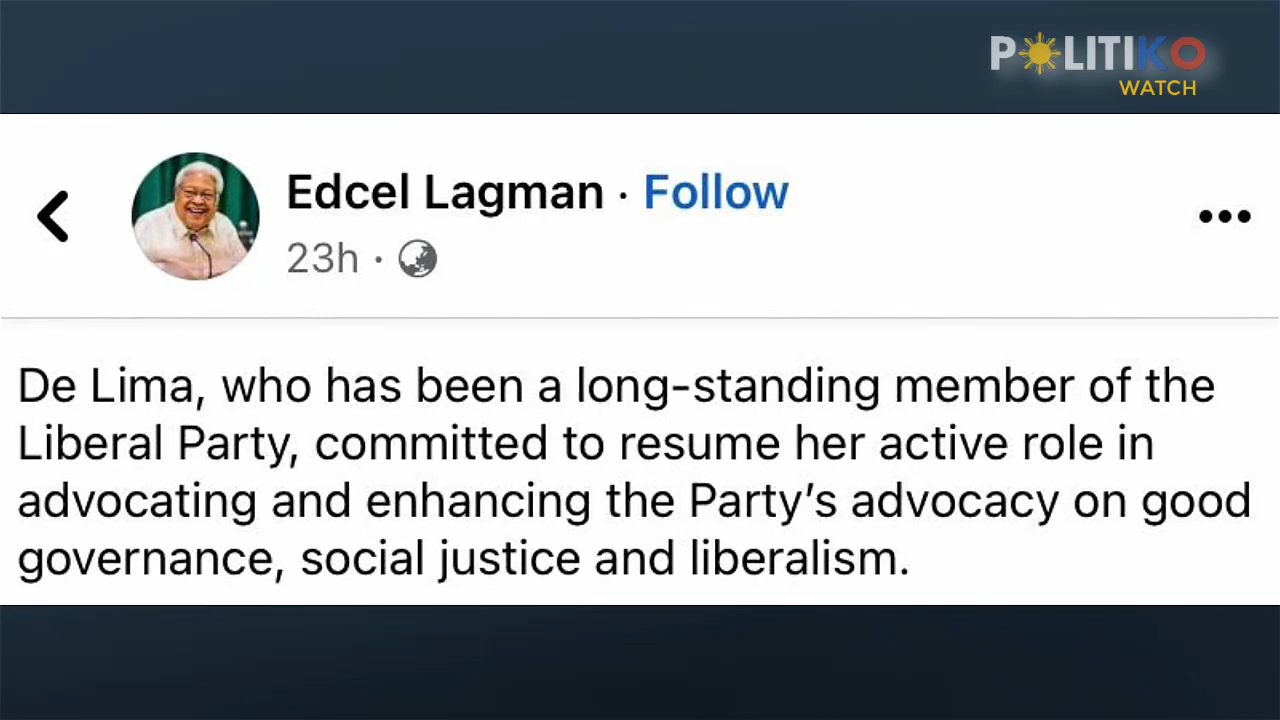 POLITIKO
WATCH
Edcel Lagman · Follow
23h ·
De Lima, who has been a long-standing member of the
Liberal Party, committed to resume her active role in
advocating and enhancing the Party’s advocacy on good
governance, social justice and liberalism.